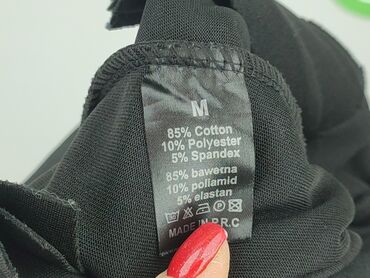 M
85% Cotton
10% Polyester
5% Spandex
85% bawełna
10% poliamid
5% elastan
MADE IN P.R.C